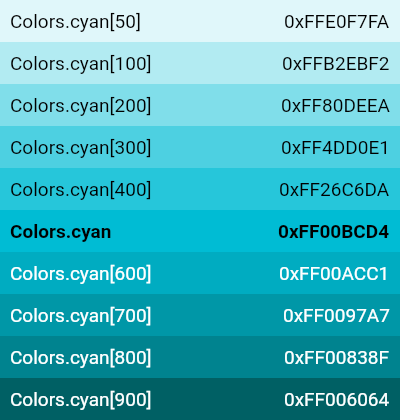 Colors.cyan[50] 0xFFE0F7FA
Colors.cyan[100] 0xFFB2EBF2
Colors.cyan[200] 0xFF80DEEA
Colors.cyan[300] 0xFF4DD0E1
Colors.cyan[400] 0xFF26C6DA
Colors.cyan 0xFF00BCD4
Colors.cyan[600] 0xFF00ACC1
Colors.cyan[700] 0xFF0097A7
Colors.cyan[800] 0xFF00838F
Colors.cyan[900] 0xFF006064